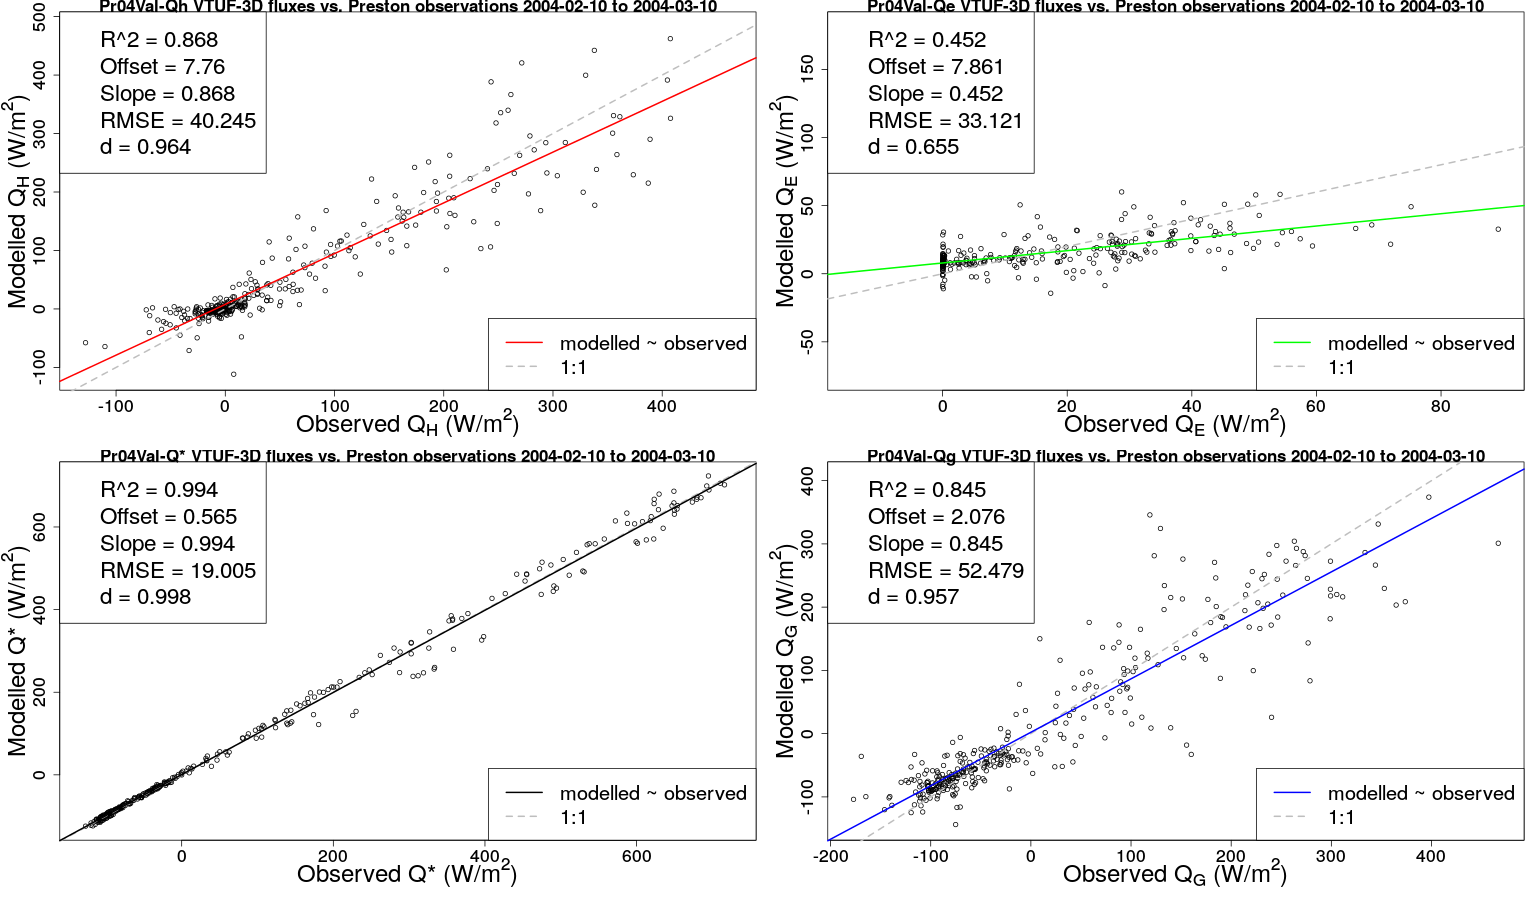 Pr04Val-Qh VTUF-3D fluxes vs. Preston observations 2004-02-10 to 2004-03-10
R^2 = 0.868
Offset = 7.76
Slope = 0.868
RMSE = 40.245
d = 0.964
Modelled QH (W/m2)
500
400
300
200
100
0
-100
modelled ~ observed
1:1
-100 0 100 200 300 400
Observed QH (W/m2)
Pr04Val-Qe VTUF-3D fluxes vs. Preston observations 2004-02-10 to 2004-03-10
R^2 = 0.452
Offset = 7.861
Slope = 0.452
RMSE = 33.121
d = 0.655
Modelled QE (W/m2)
150
100
50
0
-50
modelled ~ observed
1:1
0 20 40 60 80
Observed QE (W/m2)
Pr04Val-Q* VTUF-3D fluxes vs. Preston observations 2004-02-10 to 2004-03-10
R^2 = 0.994
Offset = 0.565
Slope = 0.994
RMSE = 19.005
d = 0.998
Modelled Q* (W/m2)
600
400
200
0
modelled ~ observed
1:1
0 200 400 600
Observed Q* (W/m2)
Pr04Val-Qg VTUF-3D fluxes vs. Preston observations 2004-02-10 to 2004-03-10
R^2 = 0.845
Offset = 2.076
Slope = 0.845
RMSE = 52.479
d = 0.957
Modelled QG (W/m2)
400
300
200
100
0
-100
modelled ~ observed
1:1
-200 -100 0 100 200 300 400
Observed QG (W/m2)